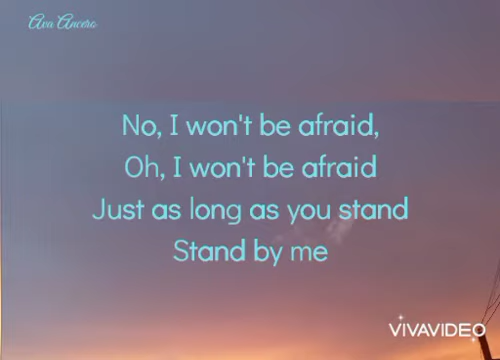 Ava Ancero
No, I won't be afraid,
Oh, I won't be afraid
Just as long as you stand
Stand by me
VIVAVIDEO